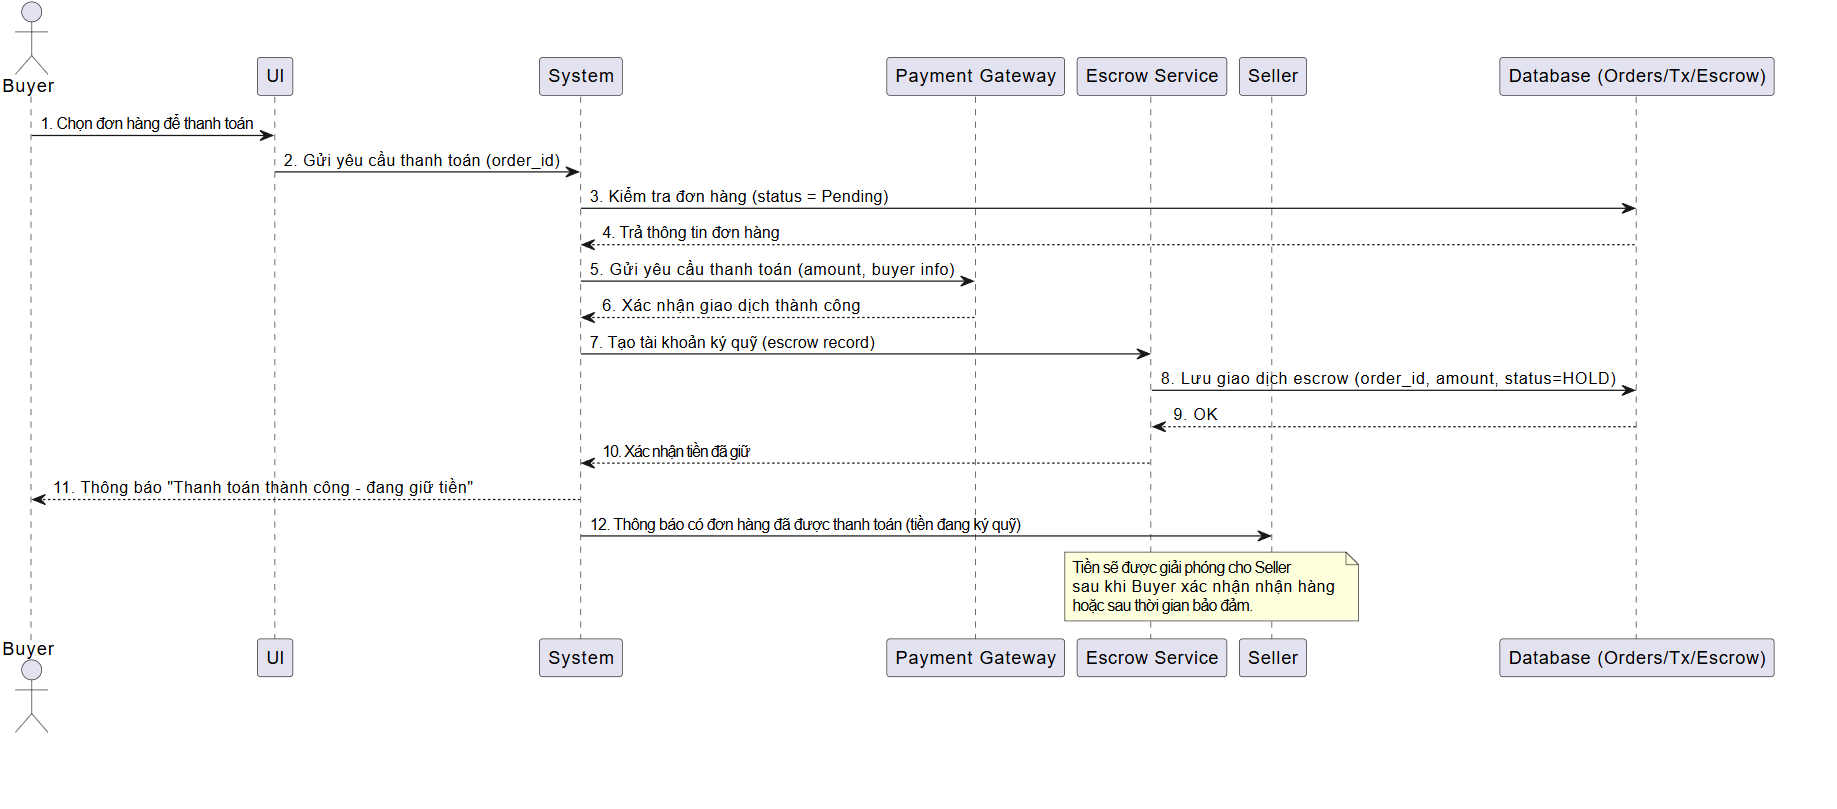 Buyer
UI
System
Payment Gateway
Escrow Service
Seller
Database (Orders/Tx/Escrow)
1. Chọn đơn hàng để thanh toán
2. Gửi yêu cầu thanh toán (order_id)
3. Kiểm tra đơn hàng (status = Pending)
4. Trả thông tin đơn hàng
5. Gửi yêu cầu thanh toán (amount, buyer info)
6. Xác nhận giao dịch thành công
7. Tạo tài khoản ký quỹ (escrow record)
8. Lưu giao dịch escrow (order_id, amount, status=HOLD)
9. OK
10. Xác nhận tiền đã giữ
11. Thông báo "Thanh toán thành công - đang giữ tiền"
12. Thông báo có đơn hàng đã được thanh toán (tiền đang ký quỹ)
Tiền sẽ được giải phóng cho Seller
sau khi Buyer xác nhận nhận hàng
hoặc sau thời gian bảo đảm.
Buyer
UI
System
Payment Gateway
Escrow Service
Seller
Database (Orders/Tx/Escrow)